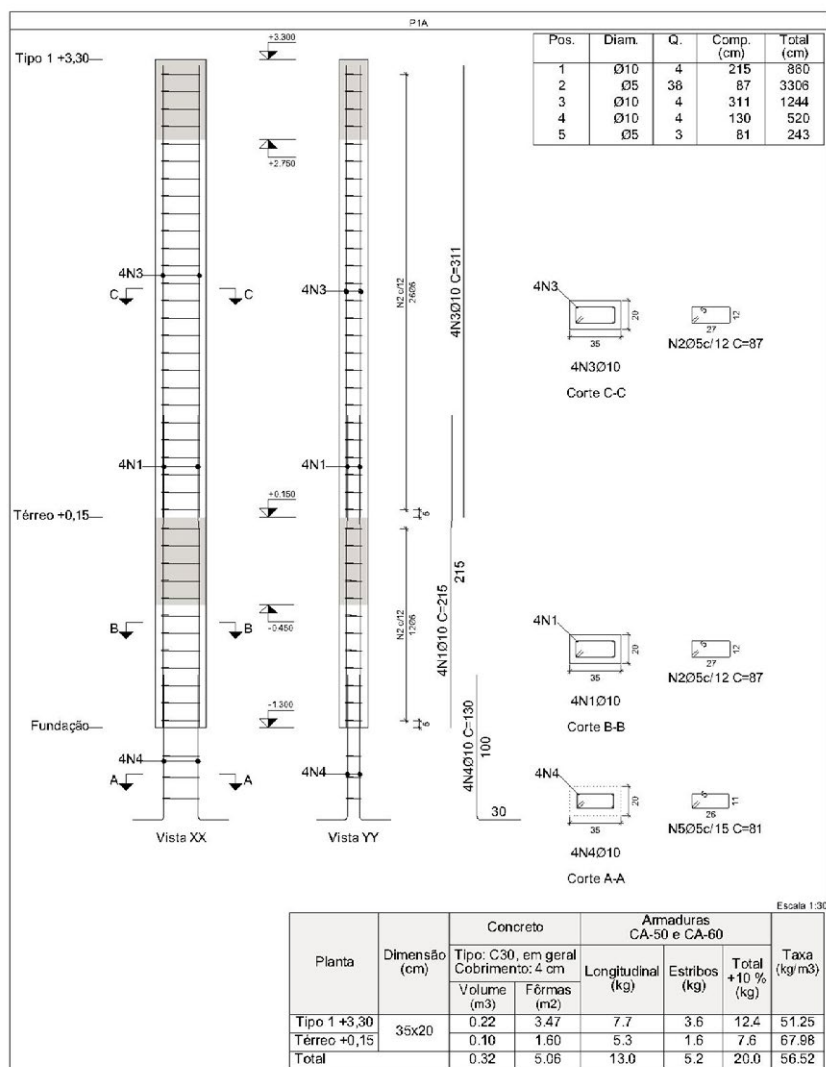 P1A
Pos. Diam. Q. Comp. (cm) Total (cm)
1 Ø10 4 215 860
2 Ø5 38 87 3306
3 Ø10 4 311 1244
4 Ø10 4 130 520
5 Ø5 3 81 243
Tipo 1 +3,30
+3.300
+2.750
4N3
C
C
4N3
N2 c/12
2606
4N3Ø10 C=311
4N3
35
20
4N3Ø10
Corte C-C
5
27
12
N2Ø5c/12 C=87
4N1
4N1
Térreo +0,15
+0.150
6
215
4N1Ø10 C=215
B
B
-0.450
N2 c/12
1206
4N1
35
20
4N1Ø10
Corte B-B
5
27
12
N2Ø5c/12 C=87
Fundação
-1.300
6
4N4
A
A
4N4
4N4Ø10 C=130
100
30
4N4
35
20
4N4Ø10
Corte A-A
5
26
11
N5Ø5c/15 C=81
Vista XX
Vista YY
Escala 1:30
Planta
Dimensão (cm)
Concreto
Armaduras
CA-50 e CA-60
Taxa (kg/m3)
Tipo: C30, em geral
Cobrimento: 4 cm
Longitudinal (kg)
Estribos (kg)
Total +10 % (kg)
Volume (m3)
Fôrmas (m2)
Tipo 1 +3,30 35x20 0.22 3.47 7.7 3.6 12.4 51.25
Térreo +0,15 0.10 1.60 5.3 1.6 7.6 67.98
Total 0.32 5.06 13.0 5.2 20.0 56.52